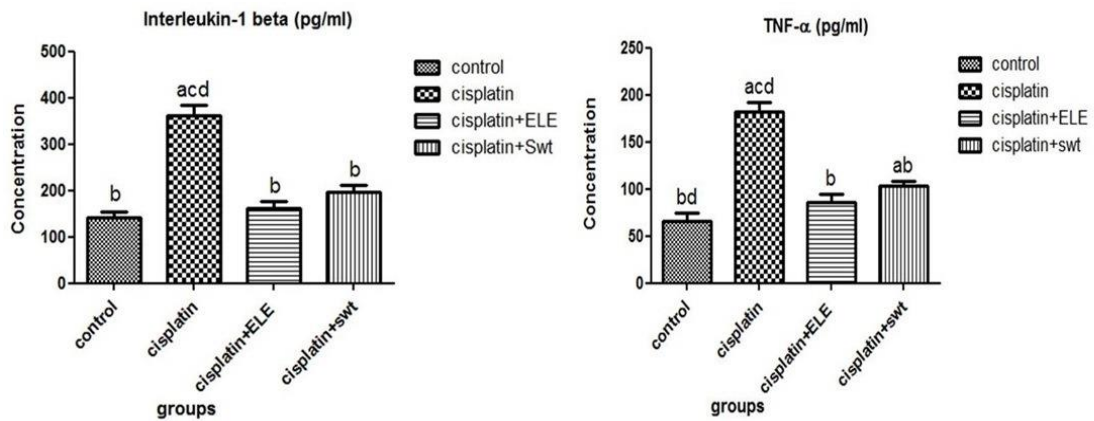 Interleukin-1 beta (pg/ml)
Concentration
500
400
300
200
100
0
b
acd
b
b
control
cisplatin
cisplatin+ELE
cisplatin+swt
groups
control
cisplatin
cisplatin+ELE
cisplatin+Swt
TNF-α (pg/ml)
Concentration
250
200
150
100
50
0
bd
acd
b
ab
control
cisplatin
cisplatin+ELE
cisplatin+swt
groups
control
cisplatin
cisplatin+ELE
cisplatin+swt